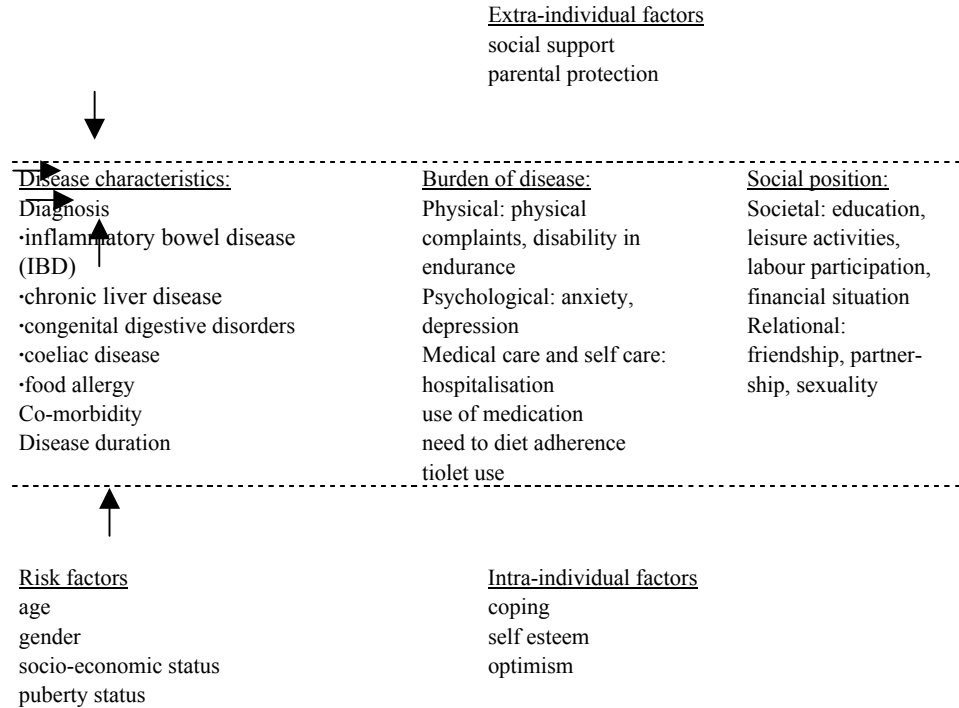 Extra-individual factors
social support
parental protection
Disease characteristics:
Diagnosis
·inflammatory bowel disease
(IBD)
·chronic liver disease
·congenital digestive disorders
·coeliac disease
·food allergy
Co-morbidity
Disease duration
Burden of disease:
Physical: physical
complaints, disability in
endurance
Psychological: anxiety,
depression
Medical care and self care:
hospitalisation
use of medication
need to diet adherence
tiolet use
Social position:
Societal: education,
leisure activities,
labour participation,
financial situation
Relational:
friendship, partner-
ship, sexuality
Risk factors
age
gender
socio-economic status
puberty status
Intra-individual factors
coping
self esteem
optimism